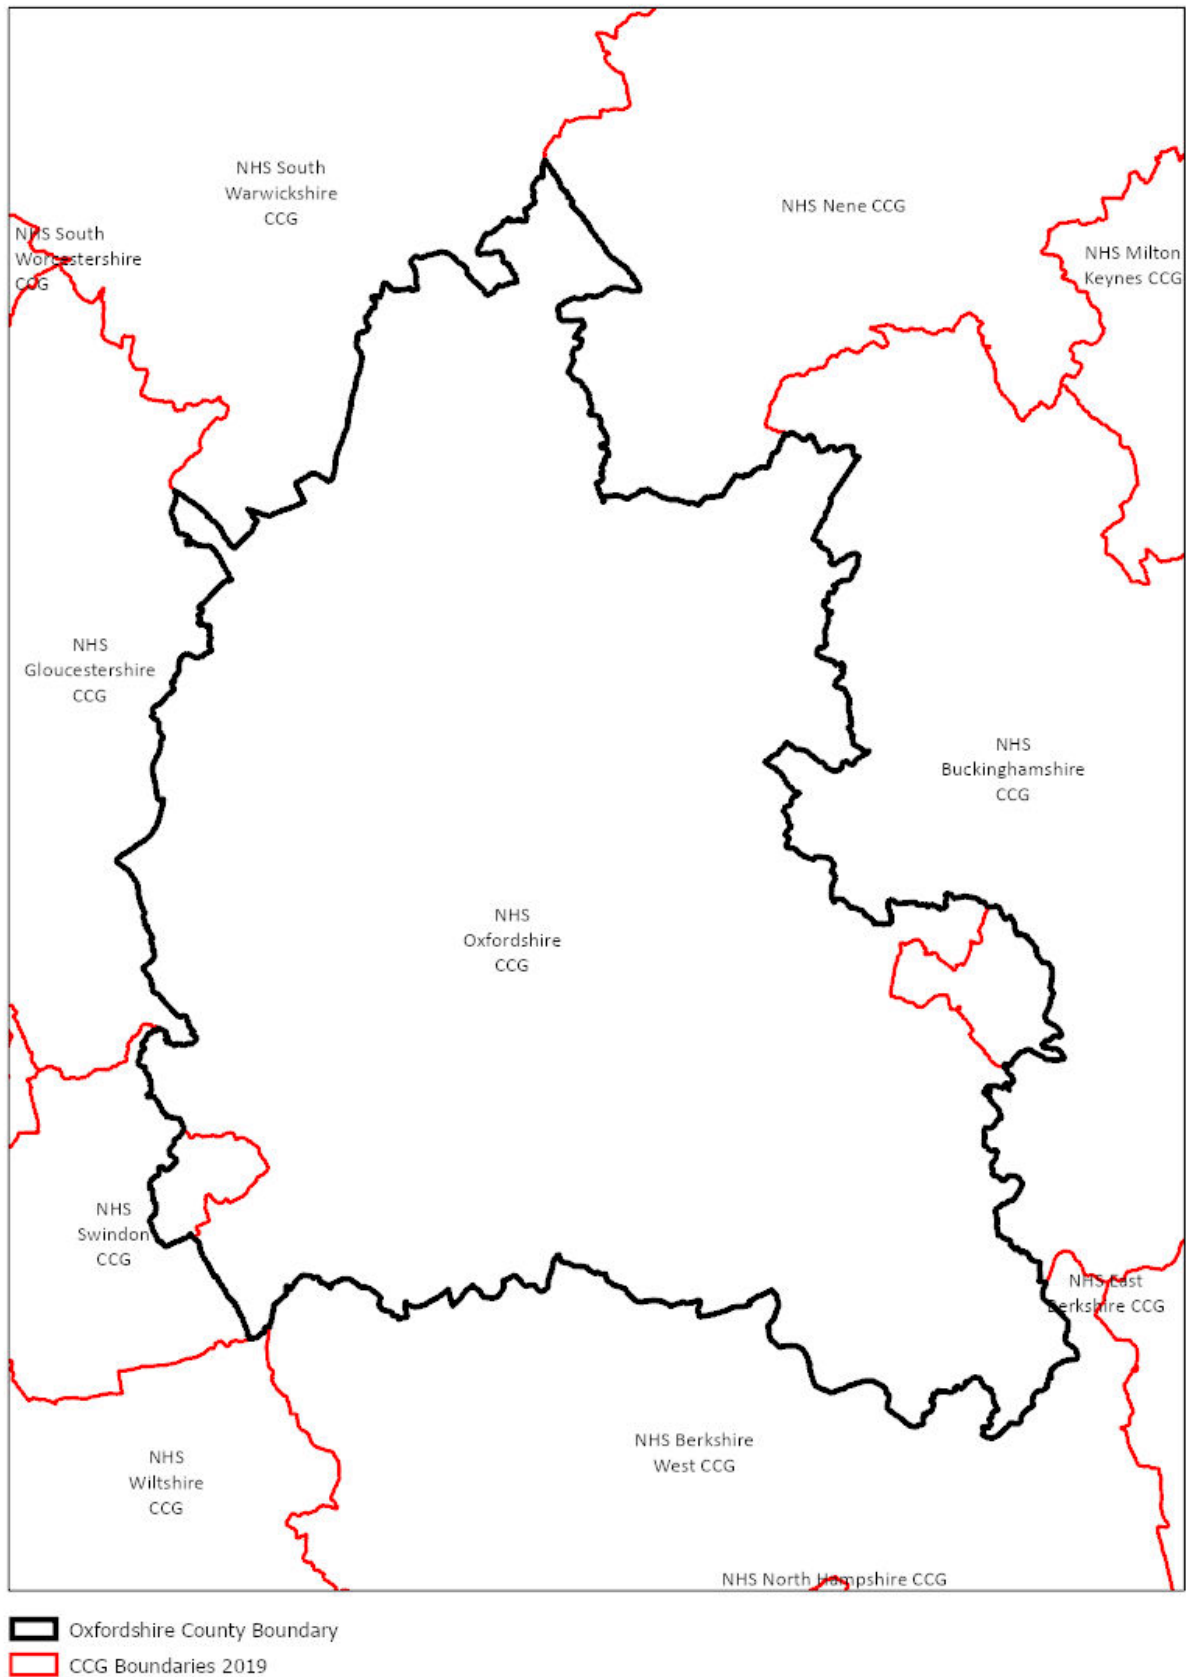 NHS South
Warwickshire
CCG
NHS Nene CCG
NHS South
Worcestershire
CCG
NHS Milton
Keynes CCG
NHS
Gloucestershire
CCG
NHS
Buckinghamshire
CCG
NHS
Oxfordshire
CCG
NHS
Swindon
CCG
NHS East
Berkshire CCG
NHS Berkshire
West CCG
NHS
Wiltshire
CCG
NHS North Hampshire CCG
Oxfordshire County Boundary
CCG Boundaries 2019